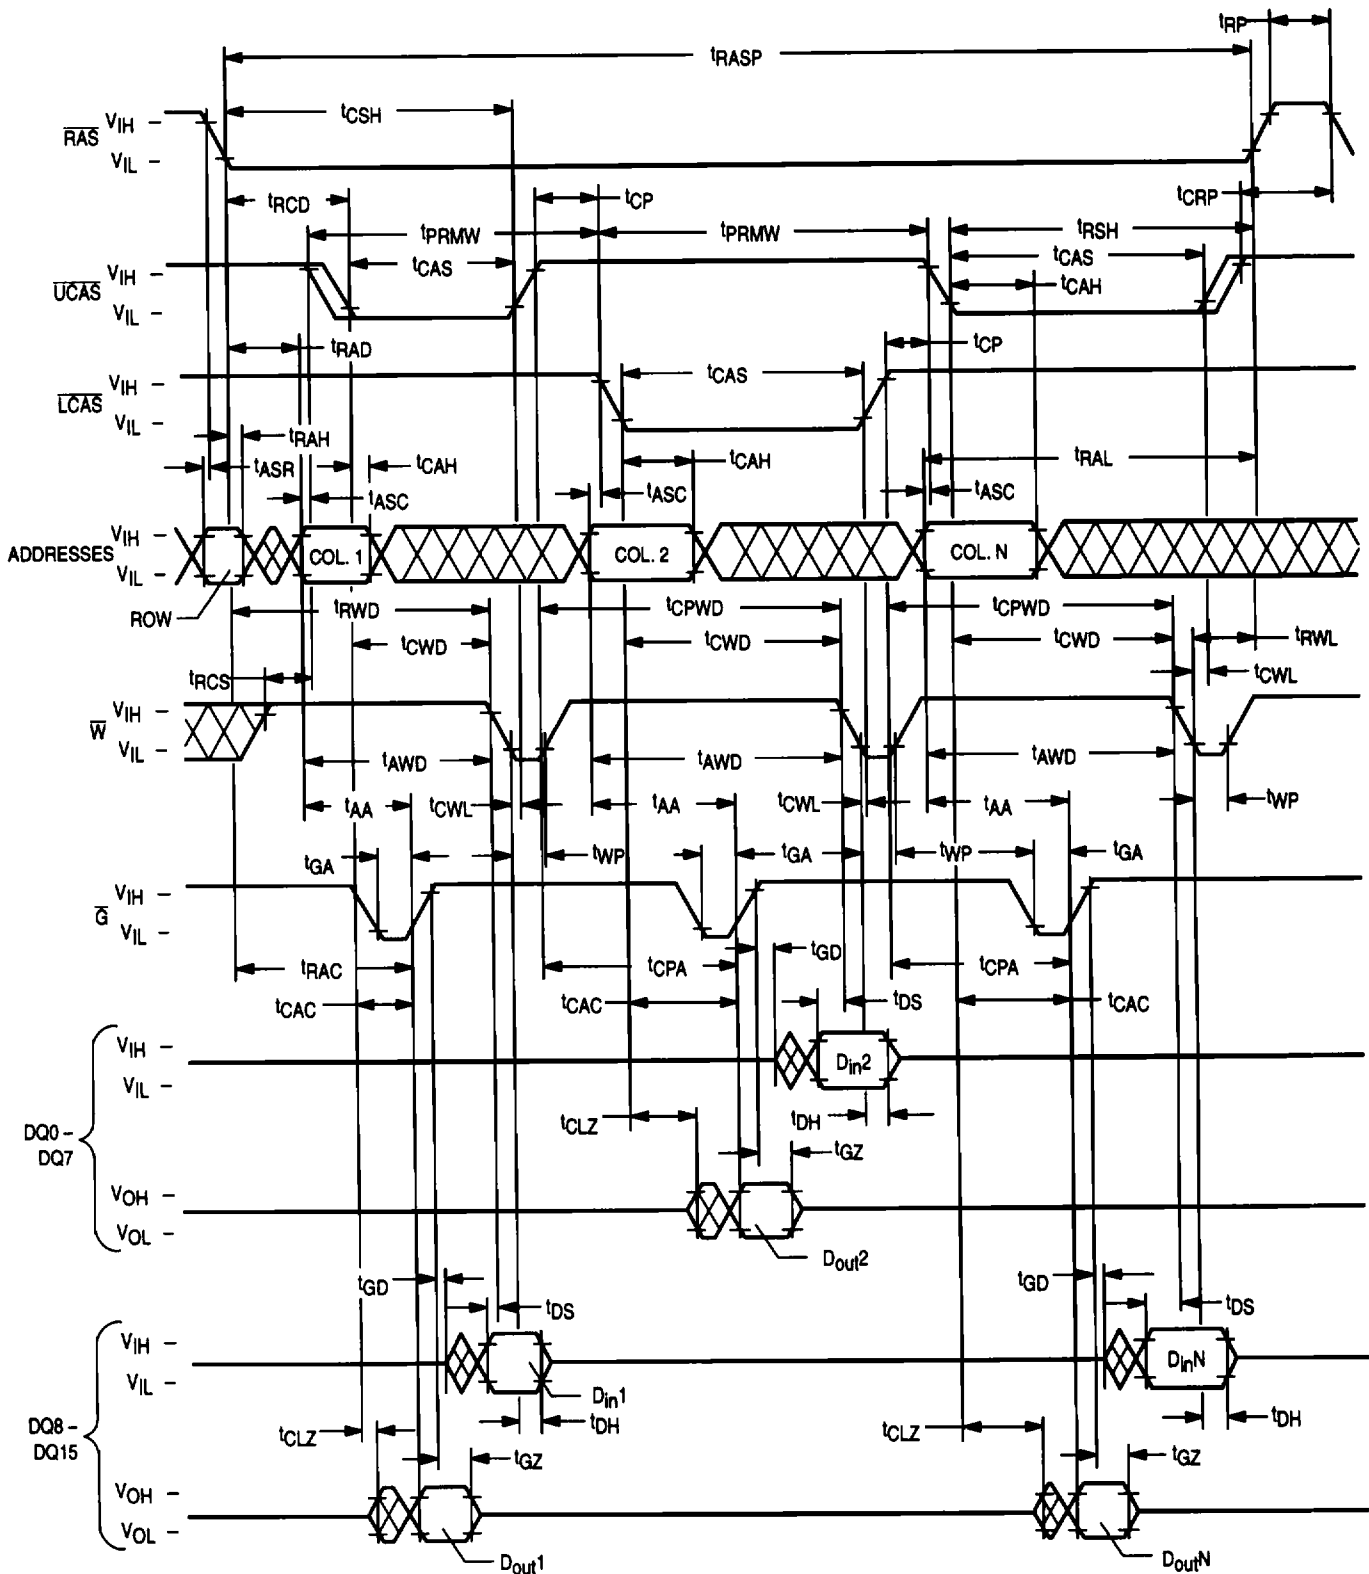 tRP
tRASP
tCSH
RAS
VIH
VIL
tRCD
tCP
tCRP
tPRMW
tPRMW
tRSH
UCAS
VIH
VIL
tCAS
tCAS
tCAH
tRAD
tCP
LCAS
VIH
VIL
tCAS
tRAH
tASR
tCAH
tCAH
tRAL
tASC
tASC
tASC
ADDRESSES
VIH
VIL
COL. 1
COL. 2
COL. N
ROW
tRWD
tCPWD
tCPWD
tCWD
tCWD
tCWD
tRWL
tRCS
tCWL
W
VIH
VIL
tAWD
tAWD
tAWD
tAA
tCWL
tAA
tCWL
tAA
tWP
tGA
tWP
tGA
tWP
tGA
G
VIH
VIL
tRAC
tCPA
tGD
tCPA
tCAC
tCAC
tDS
tCAC
VIH
VIL
Din2
DQ0 –
DQ7
tCLZ
tDH
tGZ
VOH
VOL
Dout2
tGD
tDS
tGD
tDS
VIH
VIL
Din1
DinN
DQ8 –
DQ15
tCLZ
tDH
tGZ
tCLZ
tDH
tGZ
VOH
VOL
Dout1
DoutN